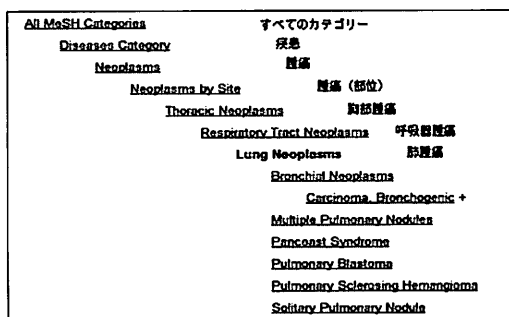 All MeSH Categories すべてのカテゴリー
Diseases Category 疾患
Neoplasms 腫瘍
Neoplasms by Site 腫瘍（部位）
Thoracic Neoplasms 胸部腫瘍
Respiratory Tract Neoplasms 呼吸器腫瘍
Lung Neoplasms 肺腫瘍
Bronchial Neoplasms
Carcinoma, Bronchogenic +
Multiple Pulmonary Nodules
Pancoast Syndrome
Pulmonary Blastoma
Pulmonary Sclerosing Hemangioma
Solitary Pulmonary Nodule